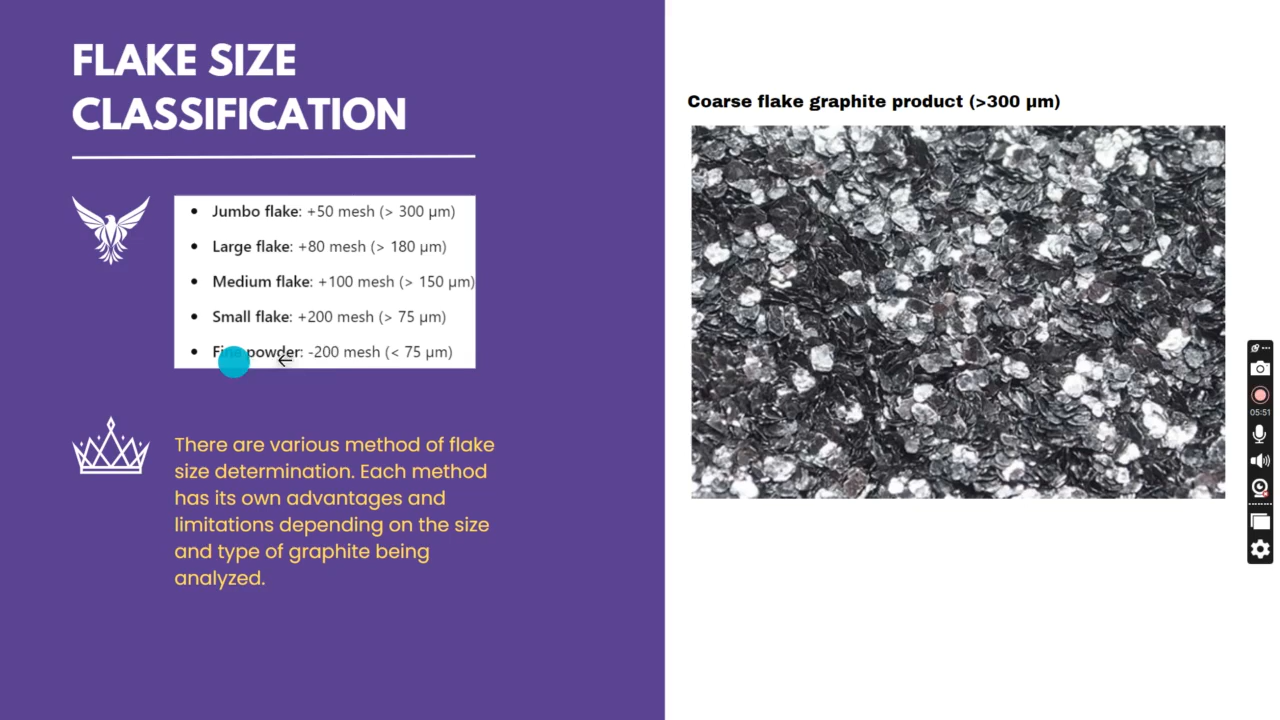 FLAKE SIZE
CLASSIFICATION
• Jumbo flake: +50 mesh (> 300 µm)
• Large flake: +80 mesh (> 180 µm)
• Medium flake: +100 mesh (> 150 µm)
• Small flake: +200 mesh (> 75 µm)
• Fine powder: -200 mesh (< 75 µm)
There are various method of flake
size determination. Each method
has its own advantages and
limitations depending on the size
and type of graphite being
analyzed.
Coarse flake graphite product (>300 µm)
05:51